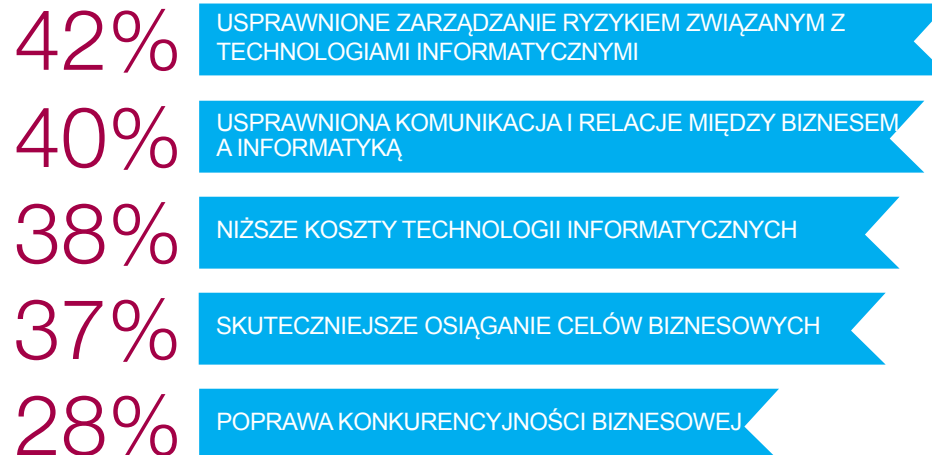 42%
USPRAWNIONE ZARZĄDZANIE RYZYKIEM ZWIĄZANYM Z
TECHNOLOGIAMI INFORMATYCZNYMI
40%
USPRAWNIONA KOMUNIKACJA I RELACJE MIĘDZY BIZNESEM
A INFORMATYKĄ
38%
NIŻSZE KOSZTY TECHNOLOGII INFORMATYCZNYCH
37%
SKUTECZNIEJSZE OSIĄGANIE CELÓW BIZNESOWYCH
28%
POPRAWA KONKURENCYJNOŚCI BIZNESOWEJ